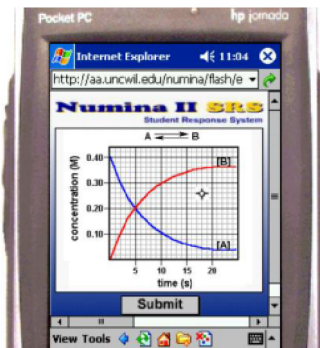 Pocket PC hp jornada
Internet Explorer 11:04
http://aa.uncwil.edu/numina/flash/e
Numina II SRS
Student Response System
A B
concentration (M)
0.40
0.30
0.20
0.10
[B]
[A]
5 10 15 20
time (s)
Submit
View Tools